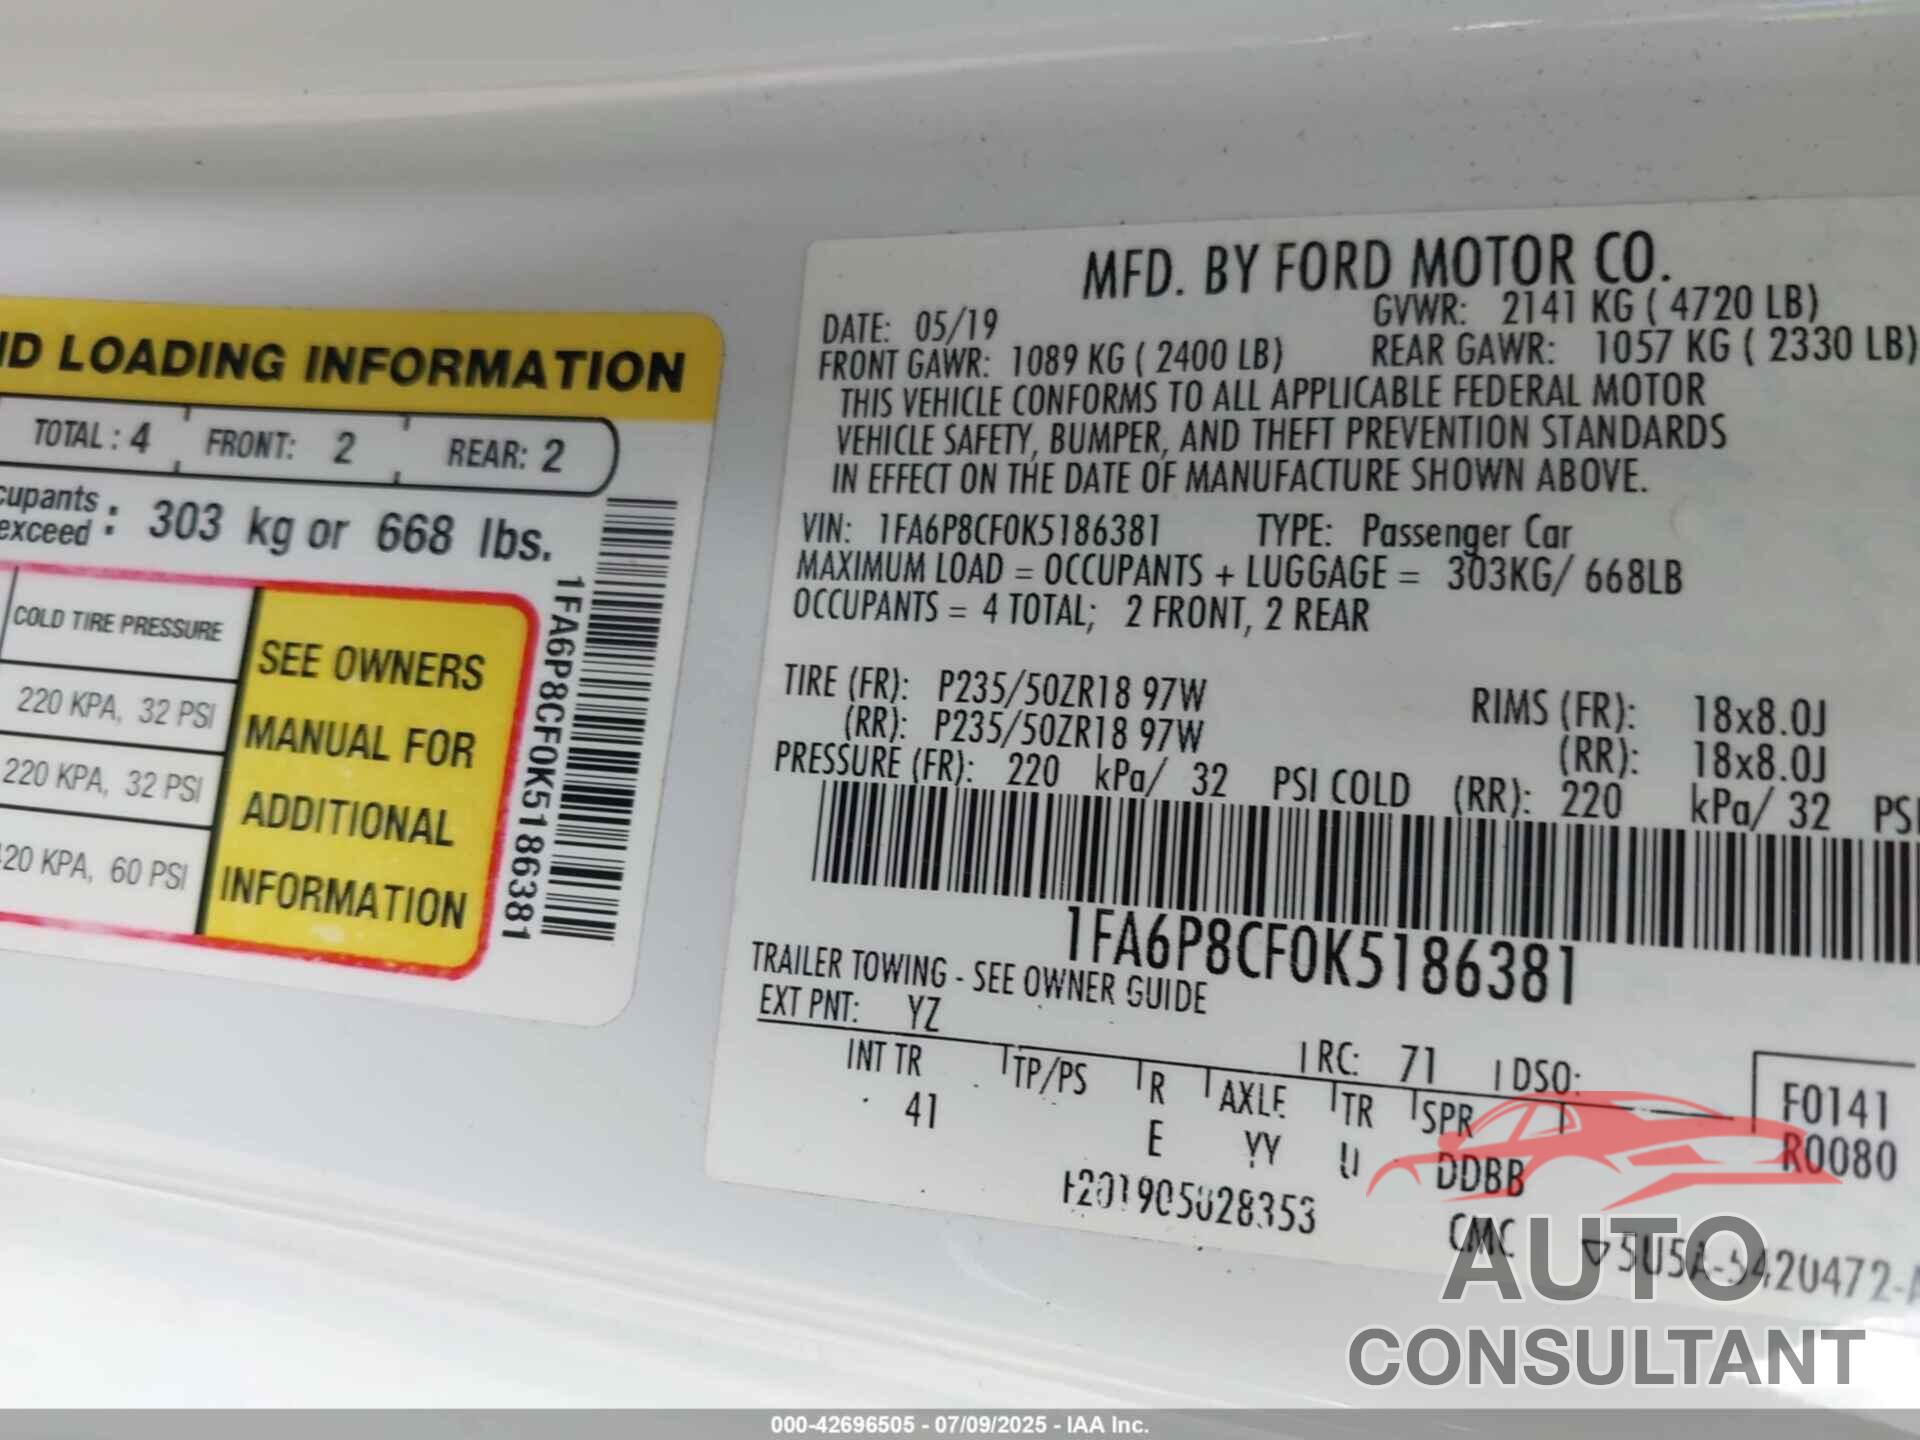 ND LOADING INFORMATION
TOTAL : 4 FRONT: 2 REAR: 2
cupants
exceed : 303 kg or 668 lbs.
COLD TIRE PRESSURE
220 KPA, 32 PSI
220 KPA, 32 PSI
420 KPA, 60 PSI
SEE OWNERS
MANUAL FOR
ADDITIONAL
INFORMATION
1FA6P8CF0K5186381
MFD. BY FORD MOTOR CO.
DATE: 05/19 GVWR: 2141 KG ( 4720 LB)
FRONT GAWR: 1089 KG ( 2400 LB) REAR GAWR: 1057 KG ( 2330 LB)
THIS VEHICLE CONFORMS TO ALL APPLICABLE FEDERAL MOTOR
VEHICLE SAFETY, BUMPER, AND THEFT PREVENTION STANDARDS
IN EFFECT ON THE DATE OF MANUFACTURE SHOWN ABOVE.
VIN: 1FA6P8CF0K5186381 TYPE: Passenger Car
MAXIMUM LOAD = OCCUPANTS + LUGGAGE = 303KG/ 668LB
OCCUPANTS = 4 TOTAL; 2 FRONT, 2 REAR
TIRE (FR): P235/50ZR18 97W RIMS (FR): 18x8.0J
(RR): P235/50ZR18 97W (RR): 18x8.0J
PRESSURE (FR): 220 kPa/ 32 PSI COLD (RR): 220 kPa/ 32 PSI
1FA6P8CF0K5186381
TRAILER TOWING - SEE OWNER GUIDE
EXT PNT: YZ RC: 71 DSO:
INT TR TP/PS R AXLE TR SPR F0141
41 E YY U DDBB R0080
CMC 5U5A-5420472-A
AUTO
CONSULTANT
000-42696505 - 07/09/2025 - IAA Inc.